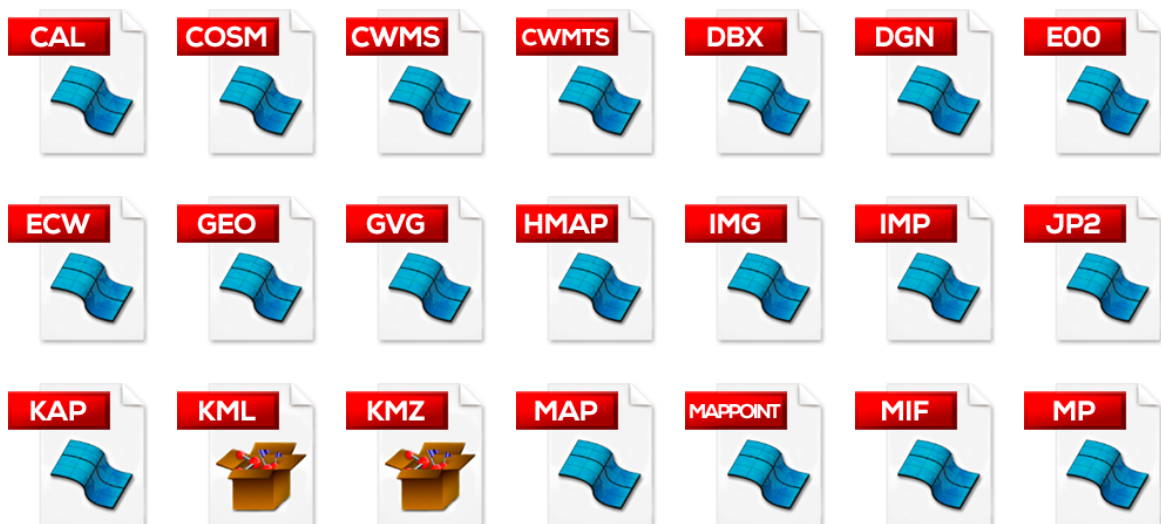 CAL COSM CWMS CWMTS DBX DGN E00
ECW GEO GVG HMAP IMG IMP JP2
KAP KML KMZ MAP MAPPOINT MIF MP